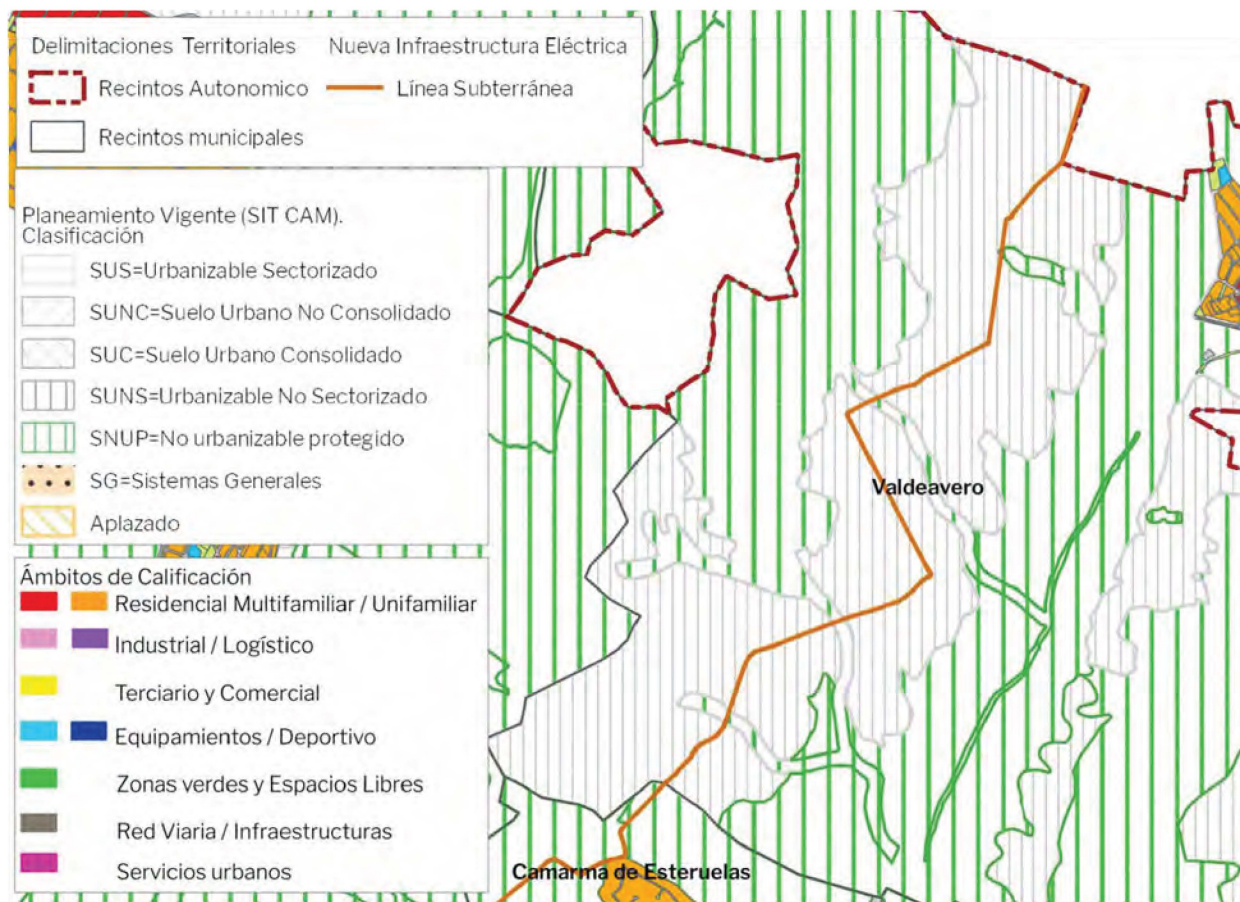 Delimitaciones Territoriales
Nueva Infraestructura Eléctrica
Recintos Autonomico
Línea Subterránea
Recintos municipales
Planeamiento Vigente (SIT CAM).
Clasificación
SUS=Urbanizable Sectorizado
SUNC=Suelo Urbano No Consolidado
SUC=Suelo Urbano Consolidado
SUNS=Urbanizable No Sectorizado
SNUP=No urbanizable protegido
SG=Sistemas Generales
Aplazado
Ámbitos de Calificación
Residencial Multifamiliar / Unifamiliar
Industrial / Logístico
Terciario y Comercial
Equipamientos / Deportivo
Zonas verdes y Espacios Libres
Red Viaria / Infraestructuras
Servicios urbanos
Valdeavero
Camarma de Esteruelas